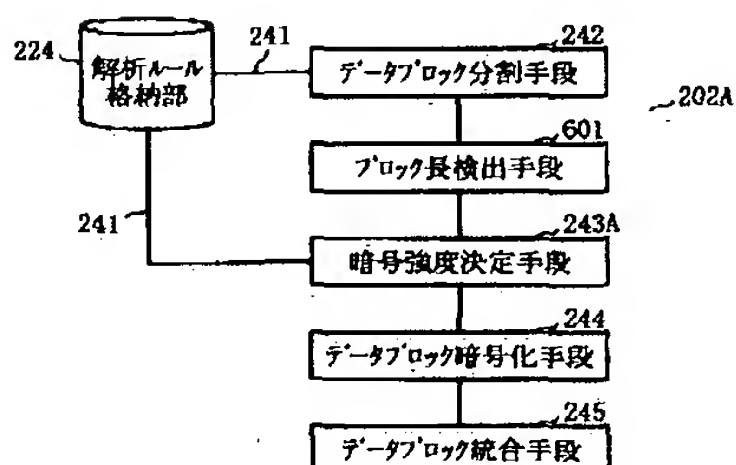 224
解析ルール
格納部
241
242
データブロック分割手段
202A
601
ブロック長検出手段
241
243A
暗号強度決定手段
244
データブロック暗号化手段
245
データブロック統合手段